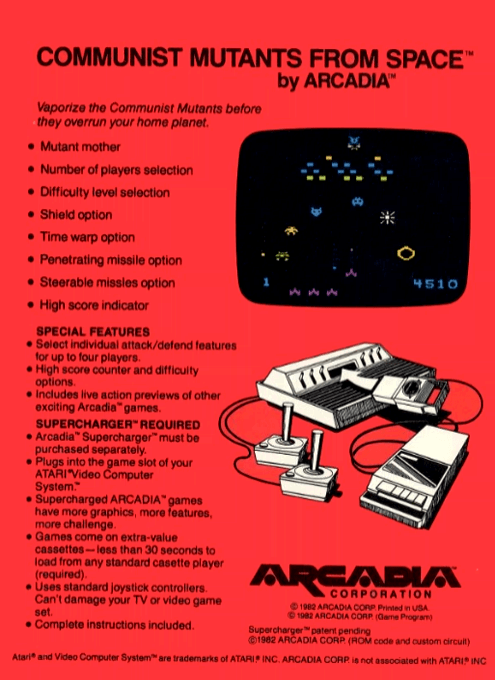 COMMUNIST MUTANTS FROM SPACE™
by ARCADIA™
Vaporize the Communist Mutants before
they overrun your home planet.
• Mutant mother
• Number of players selection
• Difficulty level selection
• Shield option
• Time warp option
• Penetrating missile option
• Steerable missles option
• High score indicator
1
4510
SPECIAL FEATURES
• Select individual attack/defend features
for up to four players.
• High score counter and difficulty
options.
• Includes live action previews of other
exciting Arcadia™ games.
SUPERCHARGER™ REQUIRED
• Arcadia™ Supercharger™ must be
purchased separately.
• Plugs into the game slot of your
ATARI®Video Computer
System.™
• Supercharged ARCADIA™ games
have more graphics, more features,
more challenge.
• Games come on extra-value
cassettes—less than 30 seconds to
load from any standard casette player
(required).
• Uses standard joystick controllers.
Can't damage your TV or video game
set.
• Complete instructions included.
ARCADIA™
CORPORATION
© 1982 ARCADIA CORP. Printed in USA.
© 1982 ARCADIA CORP. (Game Program)
Supercharger™ patent pending
©1982 ARCADIA CORP. (ROM code and custom circuit)
Atari® and Video Computer System™ are trademarks of ATARI® INC. ARCADIA CORP. is not associated with ATARI,® INC